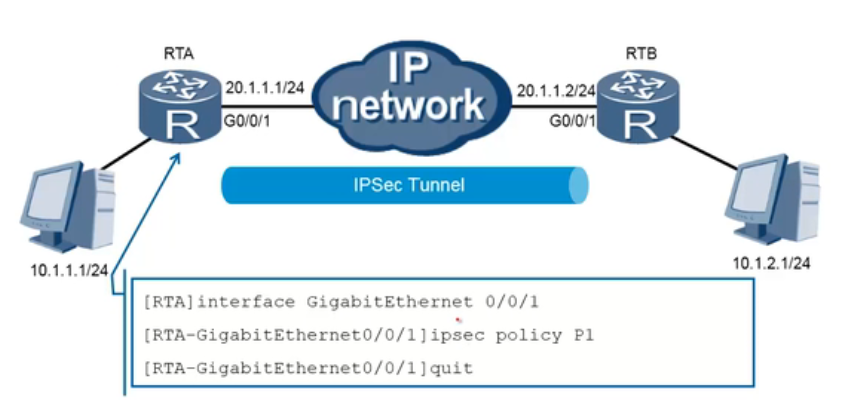 RTA
RTB
IP
network
20.1.1.1/24
20.1.1.2/24
G0/0/1
G0/0/1
R
R
IPSec Tunnel
10.1.1.1/24
10.1.2.1/24
[RTA]interface GigabitEthernet 0/0/1
[RTA-GigabitEthernet0/0/1]ipsec policy P1
[RTA-GigabitEthernet0/0/1]quit